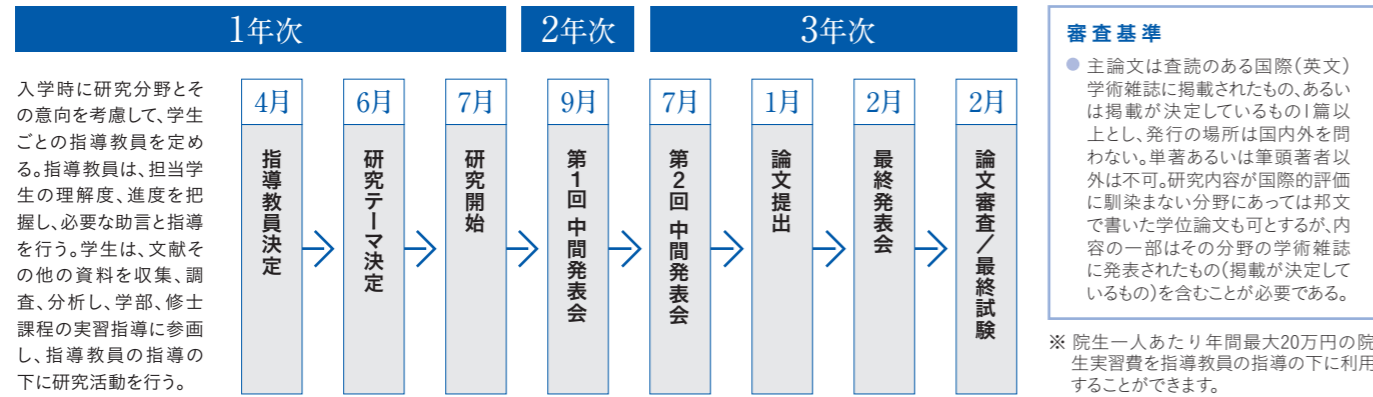 1年次
2年次
3年次
入学時に研究分野とそ
の意向を考慮して、学生
ごとの指導教員を定め
る。指導教員は、担当学
生の理解度、進度を把
握し、必要な助言と指導
を行う。学生は、文献そ
の他の資料を収集、調
査、分析し、学部、修士
課程の実習指導に参画
し、指導教員の指導の
下に研究活動を行う。
4月
指導教員決定
6月
研究テーマ決定
7月
研究開始
9月
第1回 中間発表会
7月
第2回 中間発表会
1月
論文提出
2月
最終発表会
2月
論文審査/最終試験
審査基準
● 主論文は査読のある国際(英文)
学術雑誌に掲載されたもの、あるい
は掲載が決定しているもの1篇以
上とし、発行の場所は国内外を問
わない。単著あるいは筆頭著者以
外は不可。研究内容が国際的評価
に馴染まない分野にあっては邦文
で書いた学位論文も可とするが、内
容の一部はその分野の学術雑誌
に発表されたもの(掲載が決定して
いるもの)を含むことが必要である。
※ 院生一人あたり年間最大20万円の院
生実習費を指導教員の指導の下に利用
することができます。